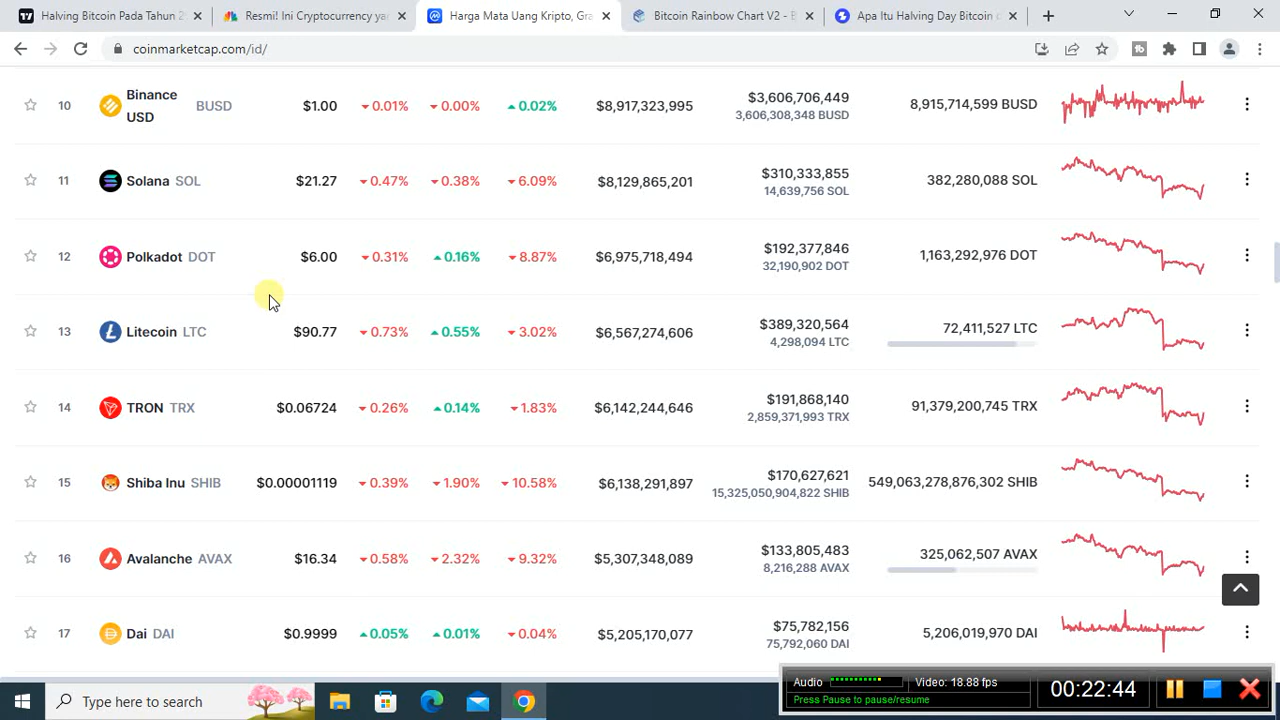 Halving Bitcoin Pada Tahun 2
Resmi! Ini Cryptocurrency yan
Harga Mata Uang Kripto, Gra
Bitcoin Rainbow Chart V2 - B
Apa Itu Halving Day Bitcoin d
coinmarketcap.com/id/
10 Binance USD BUSD $1.00 0.01% 0.00% 0.02% $8,917,323,995 $3,606,706,449 8,915,714,599 BUSD
3,606,308,348 BUSD
11 Solana SOL $21.27 0.47% 0.38% 6.09% $8,129,865,201 $310,333,855 382,280,088 SOL
14,639,756 SOL
12 Polkadot DOT $6.00 0.31% 0.16% 8.87% $6,975,718,494 $192,377,846 1,163,292,976 DOT
32,190,902 DOT
13 Litecoin LTC $90.77 0.73% 0.55% 3.02% $6,567,274,606 $389,320,564 72,411,527 LTC
4,298,094 LTC
14 TRON TRX $0.06724 0.26% 0.14% 1.83% $6,142,244,646 $191,868,140 91,379,200,745 TRX
2,859,371,993 TRX
15 Shiba Inu SHIB $0.00001119 0.39% 1.90% 10.58% $6,138,291,897 $170,627,621 549,063,278,876,302 SHIB
15,325,050,904,822 SHIB
16 Avalanche AVAX $16.34 0.58% 2.32% 9.32% $5,307,348,089 $133,805,483 325,062,507 AVAX
8,216,288 AVAX
17 Dai DAI $0.9999 0.05% 0.01% 0.04% $5,205,170,077 $75,782,156 5,206,019,970 DAI
75,792,060 DAI
Audio Video: 18.88 fps 00:22:44
Press Pause to pause/resume
Type here